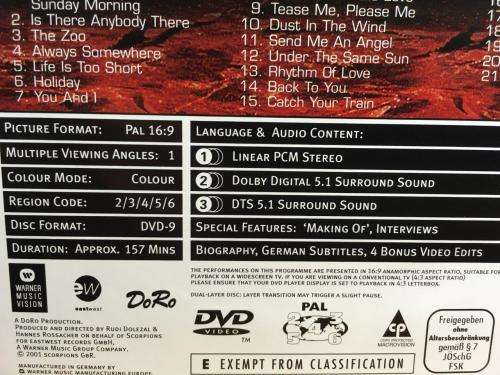 Sunday Morning
2. Is There Anybody There
3. The Zoo
4. Always Somewhere
5. Life Is Too Short
6. Holiday
7. You And I
9. Tease Me, Please Me
10. Dust In The Wind
11. Send Me An Angel
12. Under The Same Sun
13. Rhythm Of Love
14. Back To You
15. Catch Your Train
16
19
20
21
PICTURE FORMAT: PAL 16:9
MULTIPLE VIEWING ANGLES: 1
COLOUR MODE: COLOUR
REGION CODE: 2/3/4/5/6
DISC FORMAT: DVD-9
DURATION: APPROX. 157 MINS
LANGUAGE & AUDIO CONTENT:
1 LINEAR PCM STEREO
2 DOLBY DIGITAL 5.1 SURROUND SOUND
3 DTS 5.1 SURROUND SOUND
SPECIAL FEATURES: 'MAKING OF', INTERVIEWS
BIOGRAPHY, GERMAN SUBTITLES, 4 BONUS VIDEO EDITS
THE PERFORMANCES ON THIS PROGRAMME ARE PRESENTED IN 16:9 ANAMORPHIC ASPECT RATIO, SUITABLE FOR
PLAYBACK ON A WIDESCREEN TV. IF YOU ARE VIEWING ON A CONVENTIONAL TV (4:3 ASPECT RATIO)
PLEASE ENSURE THAT YOUR DVD PLAYER DISPLAY IS SET TO PLAYBACK IN 4:3 LETTERBOX.
DUAL-LAYER DISC: LAYER TRANSITION MAY TRIGGER A SLIGHT PAUSE.
WARNER
MUSIC
VISION
ew
eastwest
DoRo
A DORO PRODUCTION.
PRODUCED AND DIRECTED BY RUDI DOLEZAL &
HANNES ROSSACHER ON BEHALF OF SCORPIONS
FOR EASTWEST RECORDS GMBH,
A WARNER MUSIC GROUP COMPANY.
© 2001 SCORPIONS GBR.
MANUFACTURED IN GERMANY BY
WARNER MUSIC MANUFACTURING EUROPE
DVD
VIDEO
TM
PAL
2 3
4 5 6
CP
COPY PROTECTED
MACROVISION
E EXEMPT FROM CLASSIFICATION
Freigegeben
ohne
Altersbeschränkung
gemäß § 7
JÖSchG
FSK